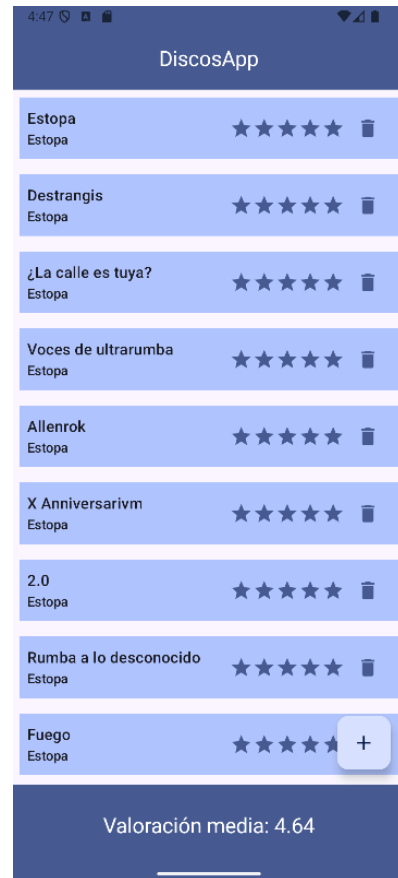 4:47
DiscosApp
Estopa
Estopa
Destrangis
Estopa
¿La calle es tuya?
Estopa
Voces de ultrarumba
Estopa
Allenrok
Estopa
X Anniversarivm
Estopa
2.0
Estopa
Rumba a lo desconocido
Estopa
Fuego
Estopa
+
Valoración media: 4.64